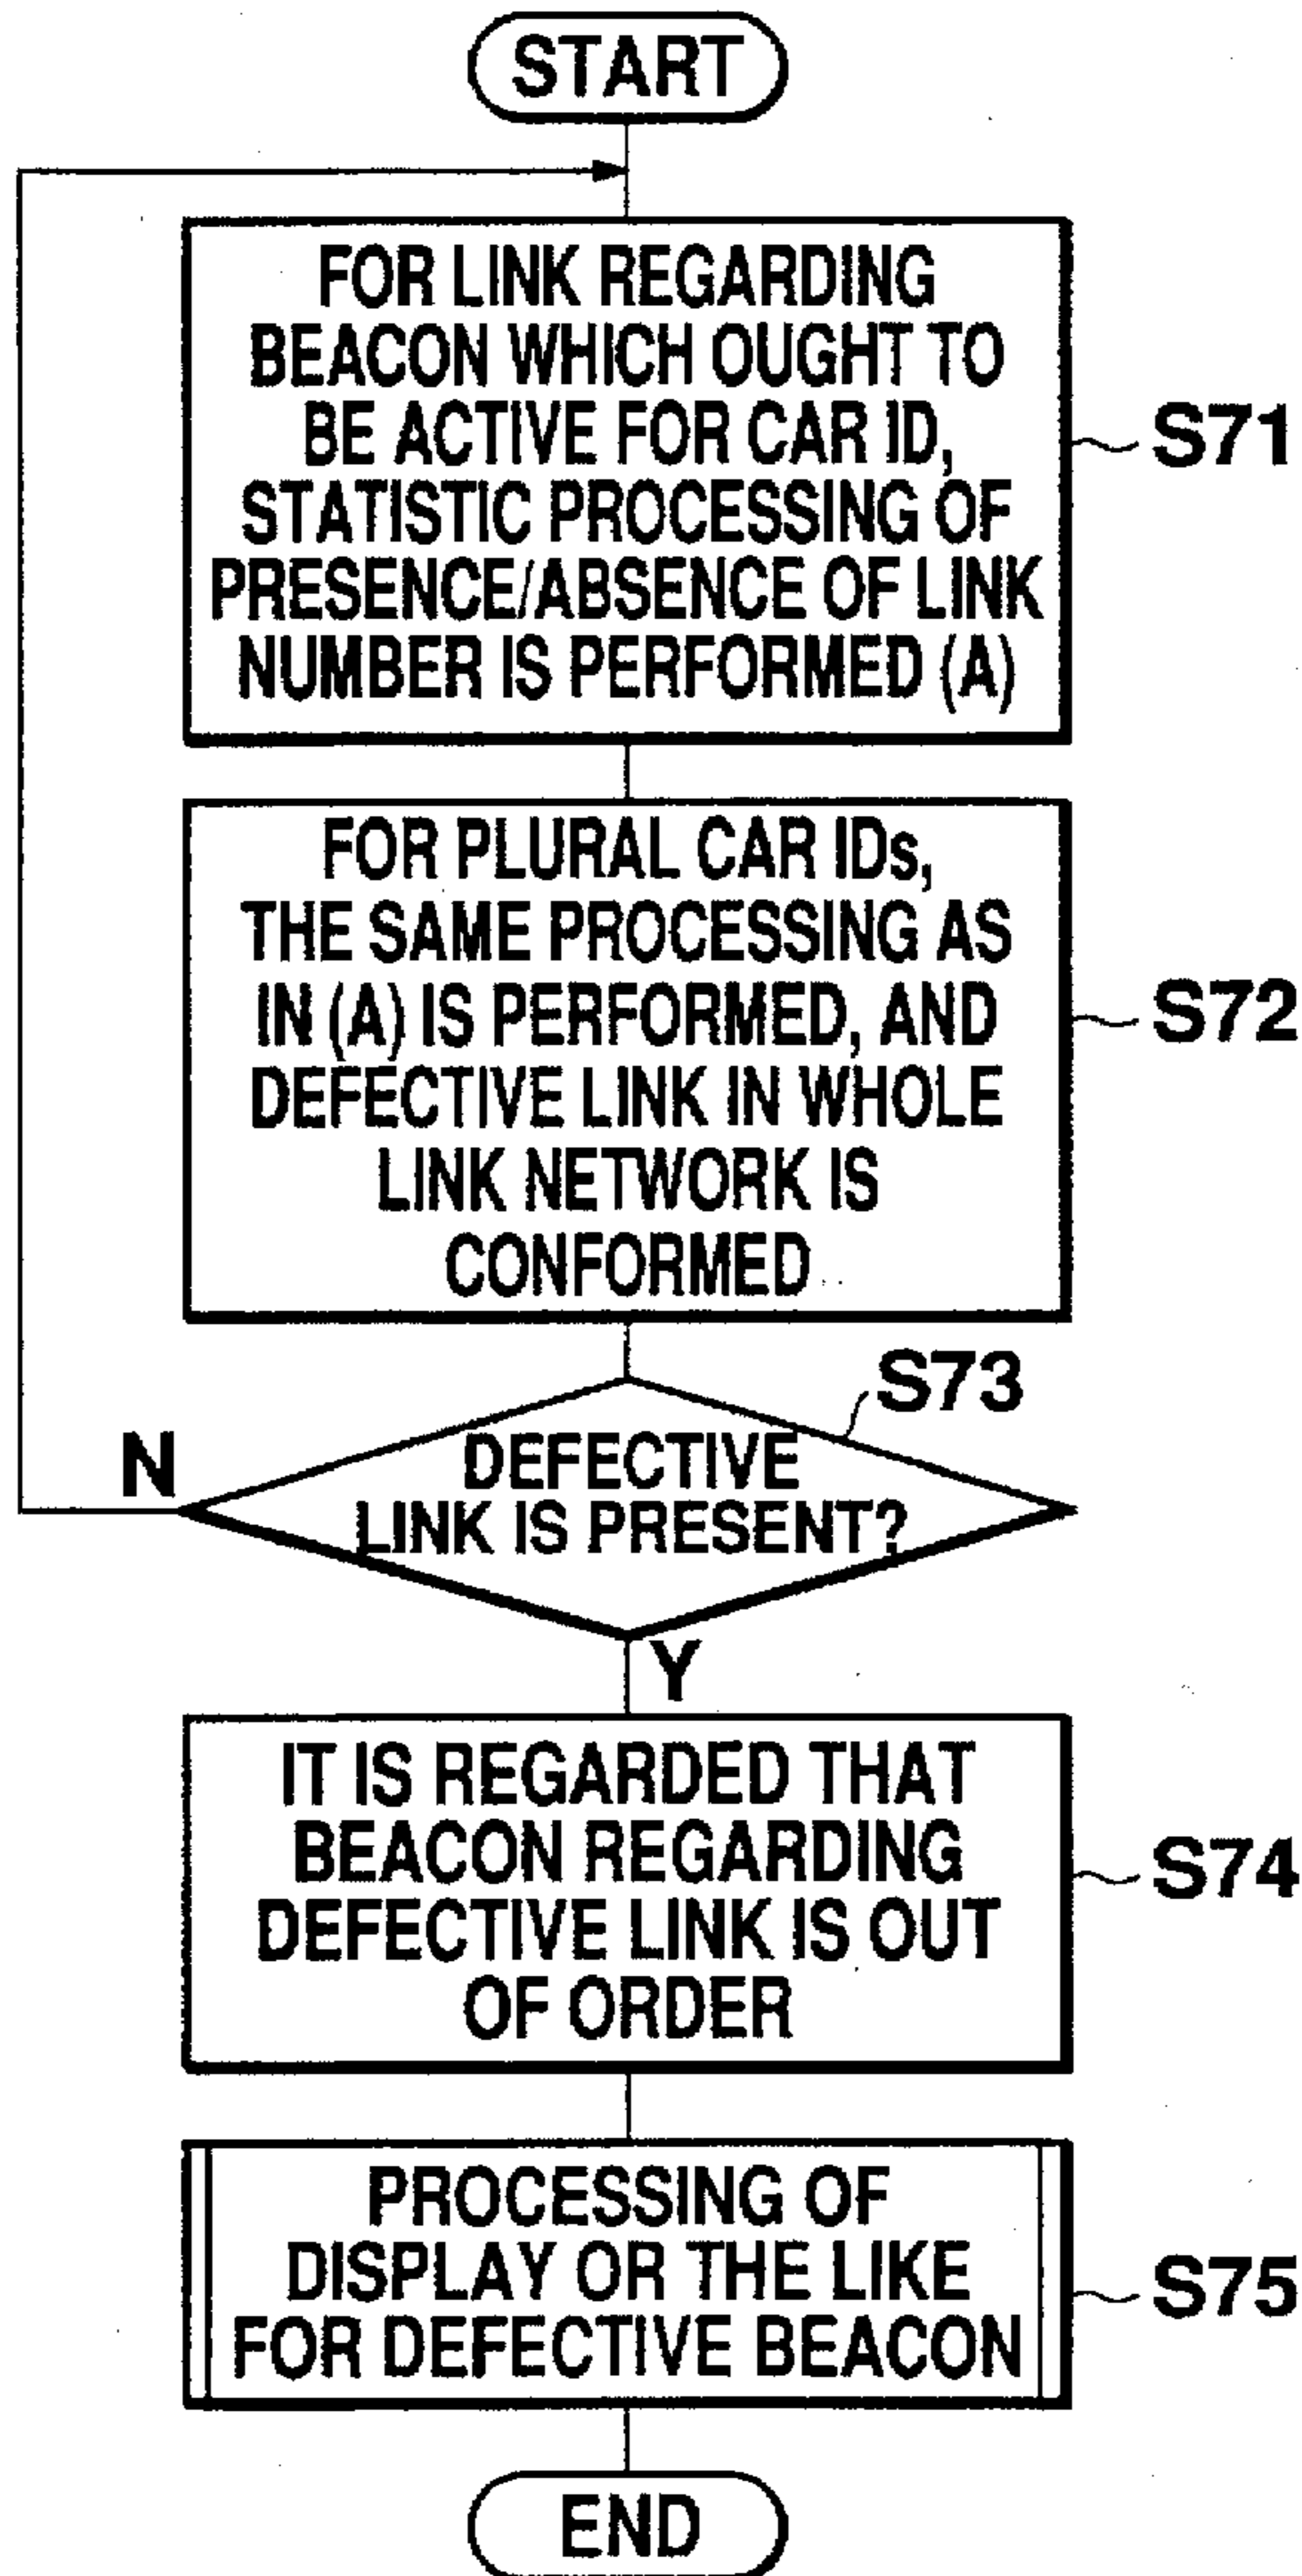 START
FOR LINK REGARDING
BEACON WHICH OUGHT TO
BE ACTIVE FOR CAR ID,
STATISTIC PROCESSING OF
PRESENCE/ABSENCE OF LINK
NUMBER IS PERFORMED (A)
S71
FOR PLURAL CAR IDs,
THE SAME PROCESSING AS
IN (A) IS PERFORMED, AND
DEFECTIVE LINK IN WHOLE
LINK NETWORK IS
CONFORMED
S72
S73
N
DEFECTIVE
LINK IS PRESENT?
Y
IT IS REGARDED THAT
BEACON REGARDING
DEFECTIVE LINK IS OUT
OF ORDER
S74
PROCESSING OF
DISPLAY OR THE LIKE
FOR DEFECTIVE BEACON
S75
END